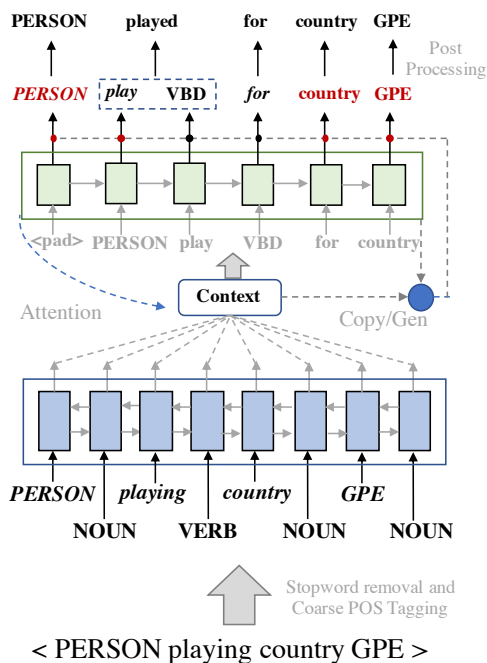 PERSON played for country GPE
Post
Processing
PERSON play VBD for country GPE
<pad> PERSON play VBD for country
Context
Attention
Copy/Gen
PERSON playing country GPE
NOUN VERB NOUN NOUN
Stopword removal and
Coarse POS Tagging
< PERSON playing country GPE >